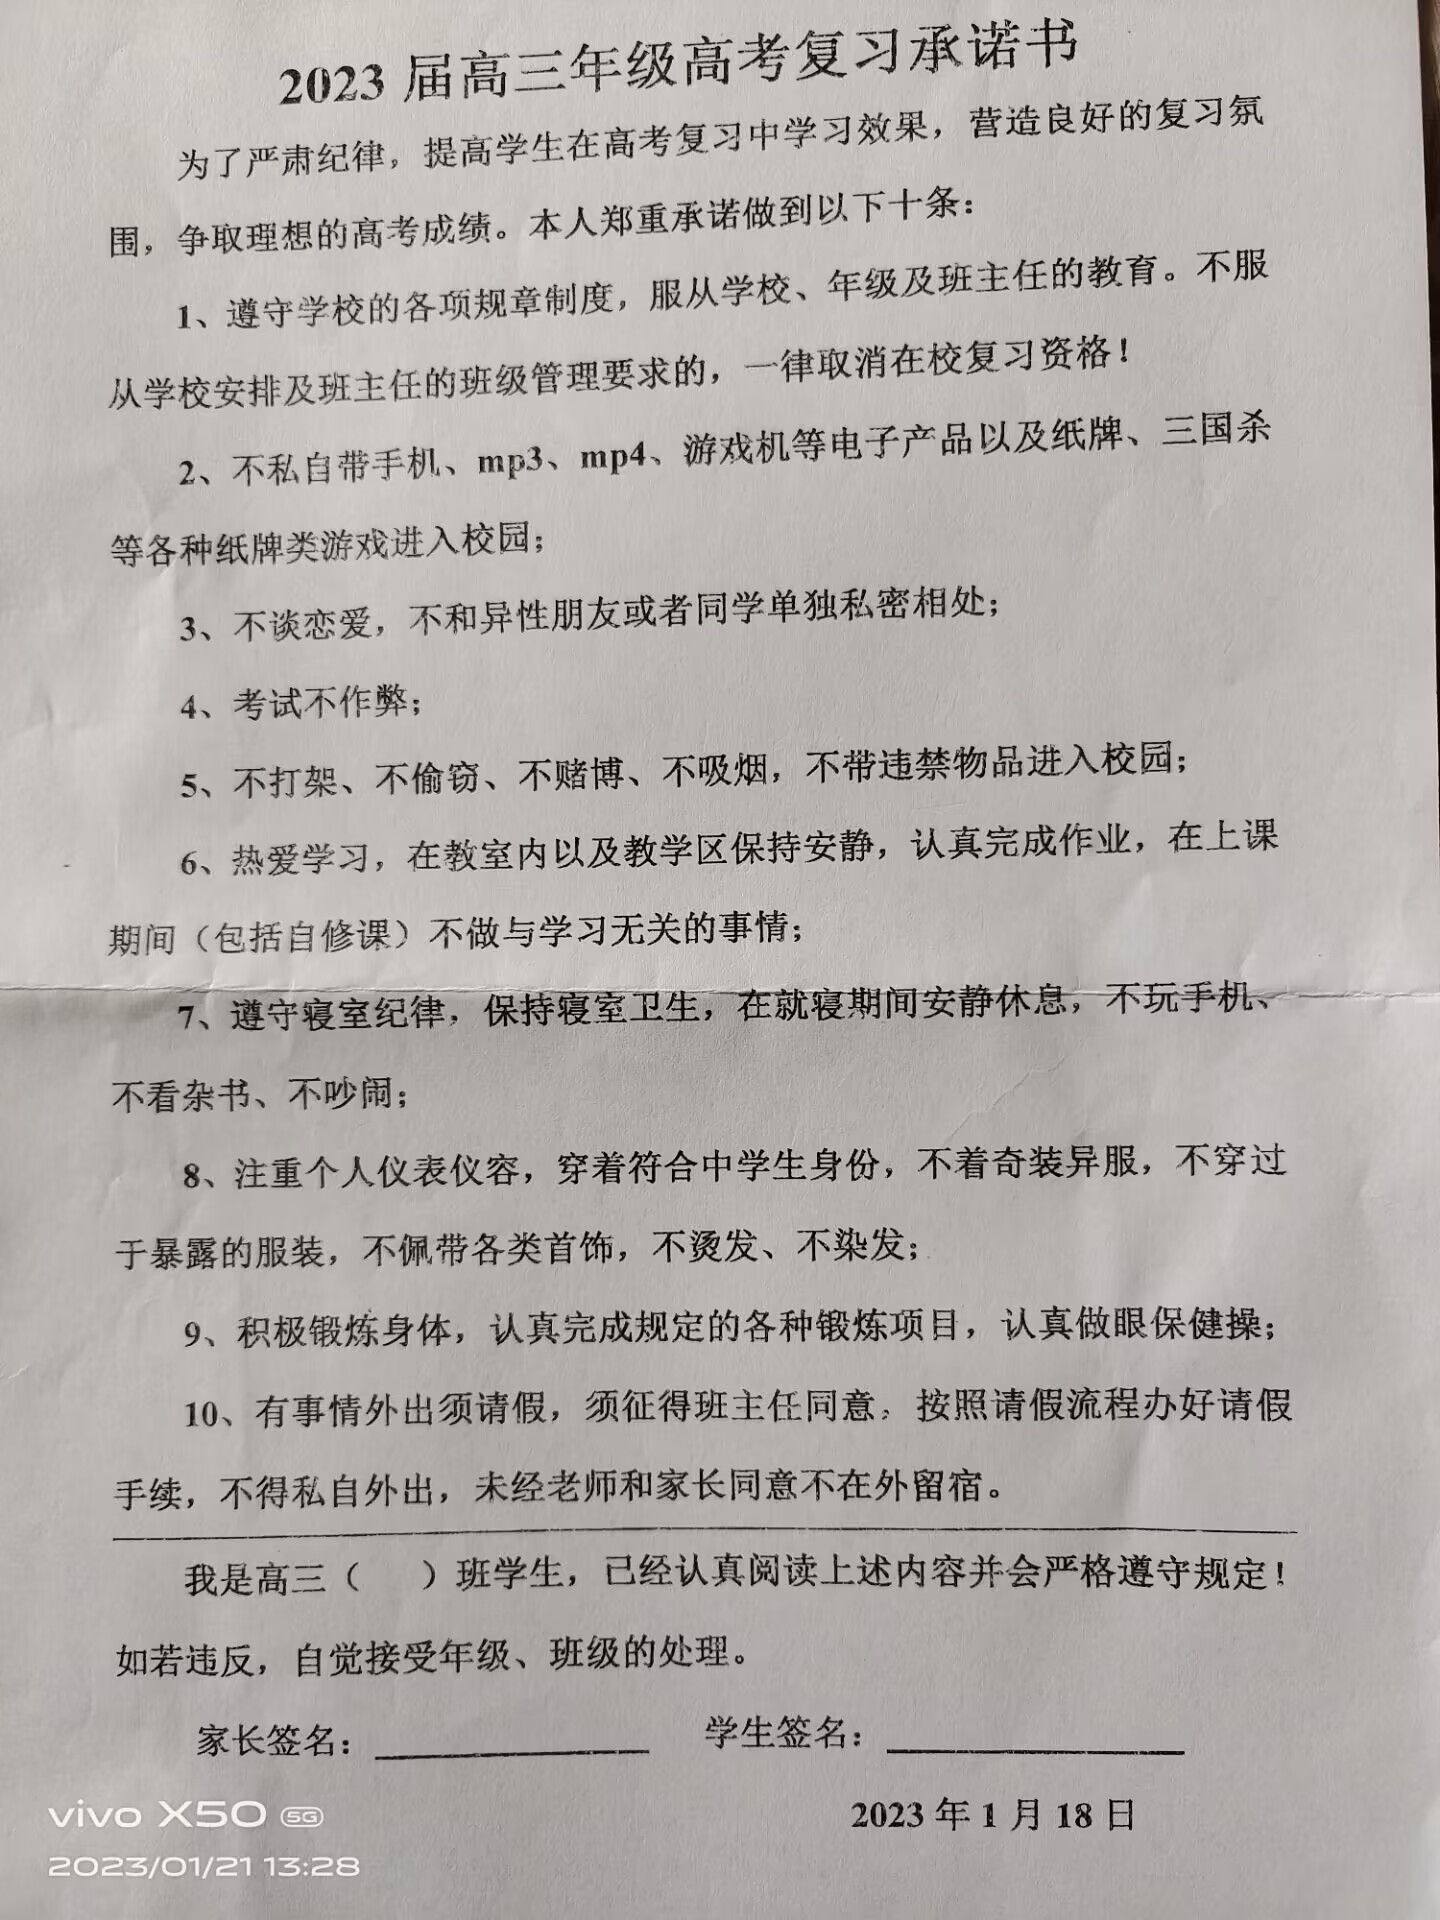 2023 届高三年级高考复习承诺书
为了严肃纪律，提高学生在高考复习中学习效果，营造良好的复习氛
围，争取理想的高考成绩。本人郑重承诺做到以下十条：
1、遵守学校的各项规章制度，服从学校、年级及班主任的教育。不服
从学校安排及班主任的班级管理要求的，一律取消在校复习资格！
2、不私自带手机、mp3、mp4、游戏机等电子产品以及纸牌、三国杀
等各种纸牌类游戏进入校园；
3、不谈恋爱，不和异性朋友或者同学单独私密相处；
4、考试不作弊；
5、不打架、不偷窃、不赌博、不吸烟，不带违禁物品进入校园；
6、热爱学习，在教室内以及教学区保持安静，认真完成作业，在上课
期间（包括自修课）不做与学习无关的事情；
7、遵守寝室纪律，保持寝室卫生，在就寝期间安静休息，不玩手机、
不看杂书、不吵闹；
8、注重个人仪表仪容，穿着符合中学生身份，不着奇装异服，不穿过
于暴露的服装，不佩带各类首饰，不烫发、不染发；
9、积极锻炼身体，认真完成规定的各种锻炼项目，认真做眼保健操；
10、有事情外出须请假，须征得班主任同意，按照请假流程办好请假
手续，不得私自外出，未经老师和家长同意不在外留宿。
我是高三（　　）班学生，已经认真阅读上述内容并会严格遵守规定！
如若违反，自觉接受年级、班级的处理。
家长签名：＿＿＿＿＿＿ 学生签名：＿＿＿＿＿＿
2023 年 1 月 18 日
vivo X50 5G
2023/01/21 13:28